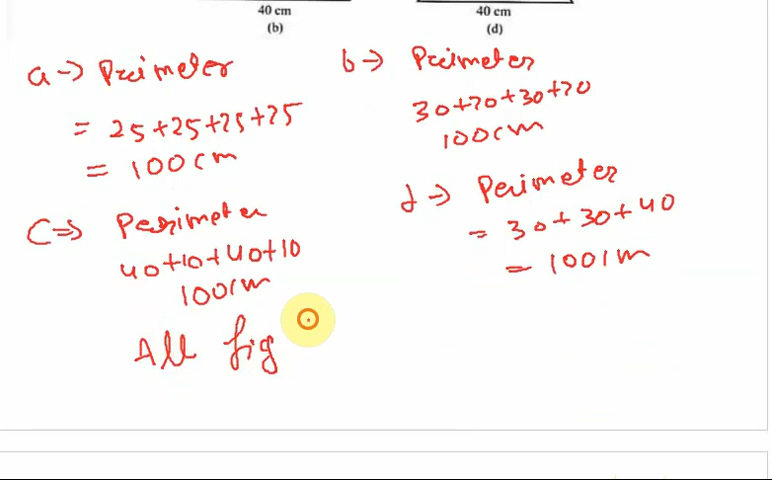 40 cm
(b)
40 cm
(d)
a → Perimeter
= 25+25+25+25
= 100cm
b → Perimeter
30+20+30+20
100cm
c ⇒ Perimeter
40+10+40+10
100cm
d → Perimeter
= 30+30+40
= 100cm
All fig